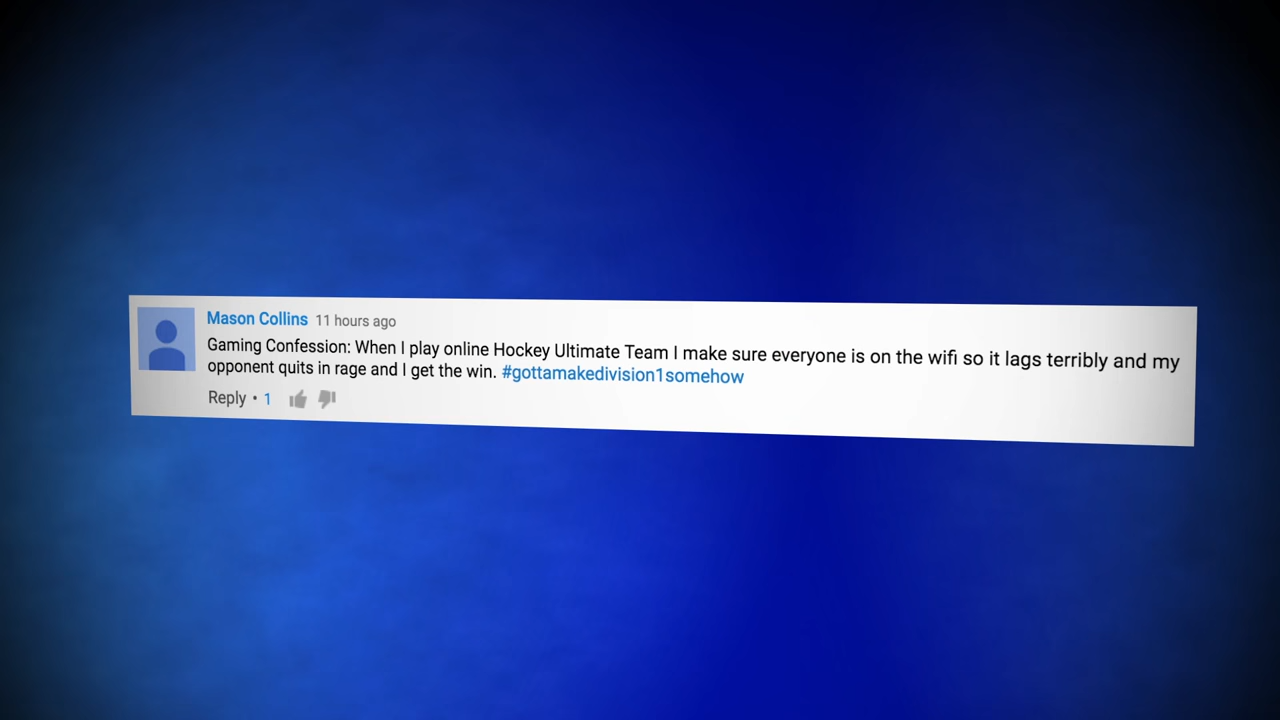 Mason Collins 11 hours ago
Gaming Confession: When I play online Hockey Ultimate Team I make sure everyone is on the wifi so it lags terribly and my
opponent quits in rage and I get the win. #gottamakedivision1somehow
Reply • 1